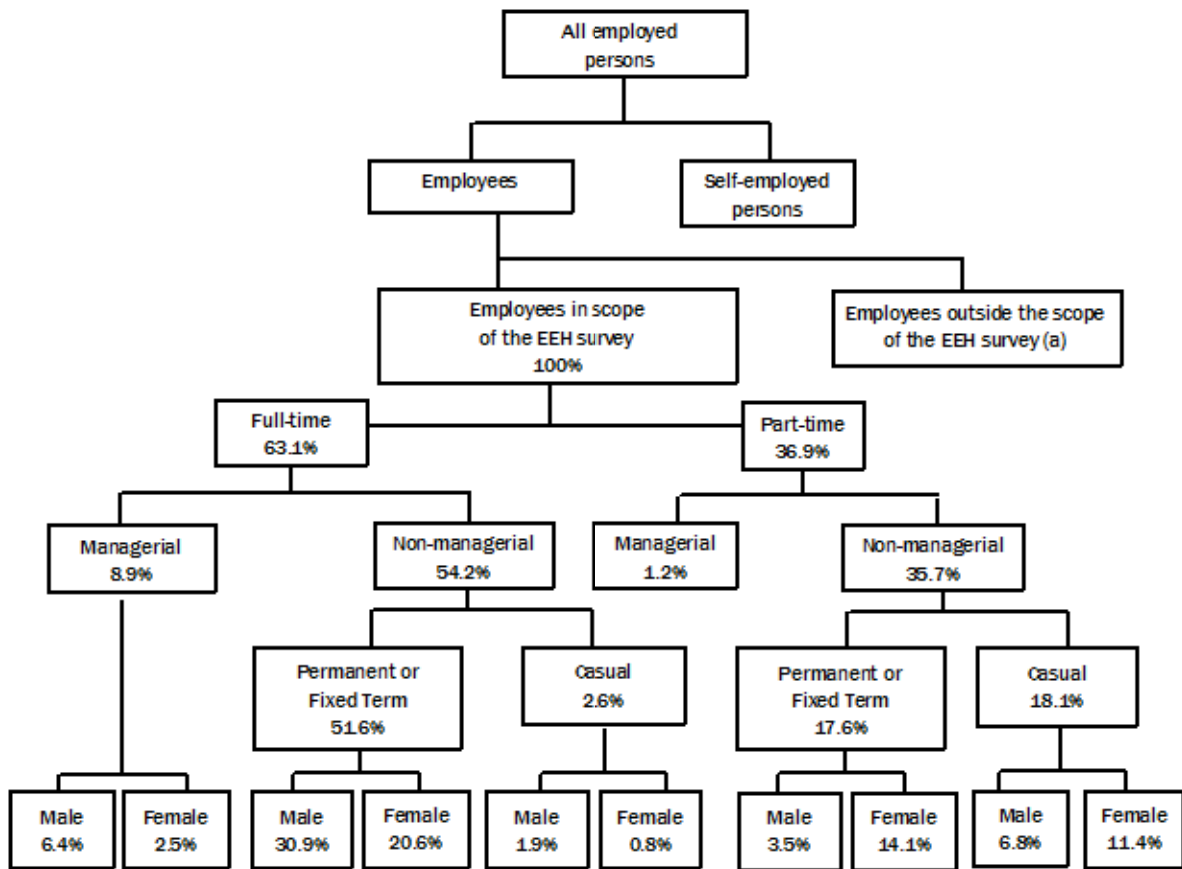 All employed
persons
Employees
Self-employed
persons
Employees in scope
of the EEH survey
100%
Employees outside the scope
of the EEH survey (a)
Full-time
63.1%
Part-time
36.9%
Managerial
8.9%
Non-managerial
54.2%
Managerial
1.2%
Non-managerial
35.7%
Permanent or
Fixed Term
51.6%
Casual
2.6%
Permanent or
Fixed Term
17.6%
Casual
18.1%
Male
6.4%
Female
2.5%
Male
30.9%
Female
20.6%
Male
1.9%
Female
0.8%
Male
3.5%
Female
14.1%
Male
6.8%
Female
11.4%